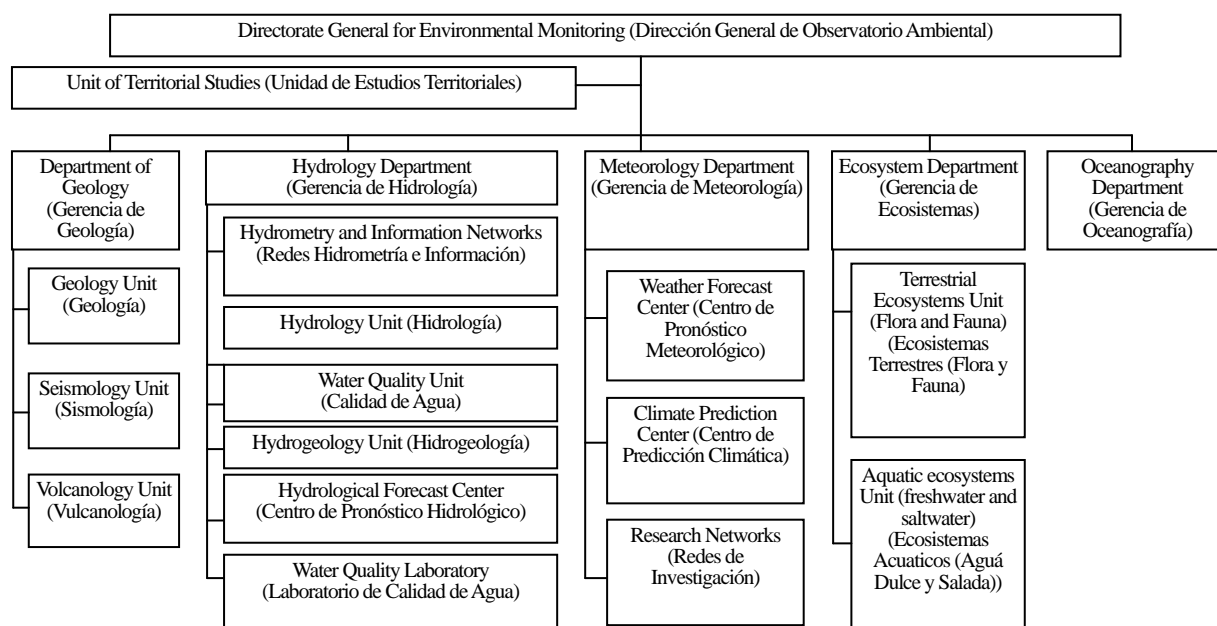 Directorate General for Environmental Monitoring (Dirección General de Observatorio Ambiental)
Unit of Territorial Studies (Unidad de Estudios Territoriales)
Department of
Geology
(Gerencia de
Geología)
Geology Unit
(Geología)
Seismology Unit
(Sismología)
Volcanology Unit
(Vulcanología)
Hydrology Department
(Gerencia de Hidrología)
Hydrometry and Information Networks
(Redes Hidrometría e Información)
Hydrology Unit (Hidrología)
Water Quality Unit
(Calidad de Agua)
Hydrogeology Unit (Hidrogeología)
Hydrological Forecast Center
(Centro de Pronóstico Hidrológico)
Water Quality Laboratory
(Laboratorio de Calidad de Agua)
Meteorology Department
(Gerencia de Meteorología)
Weather Forecast
Center (Centro de
Pronóstico
Meteorológico)
Climate Prediction
Center (Centro de
Predicción Climática)
Research Networks
(Redes de
Investigación)
Ecosystem Department
(Gerencia de
Ecosistemas)
Terrestrial
Ecosystems Unit
(Flora and Fauna)
(Ecosistemas
Terrestres (Flora y
Fauna)
Aquatic ecosystems
Unit (freshwater and
saltwater)
(Ecosistemas
Acuaticos (Aguá
Dulce y Salada))
Oceanography
Department
(Gerencia de
Oceanografía)